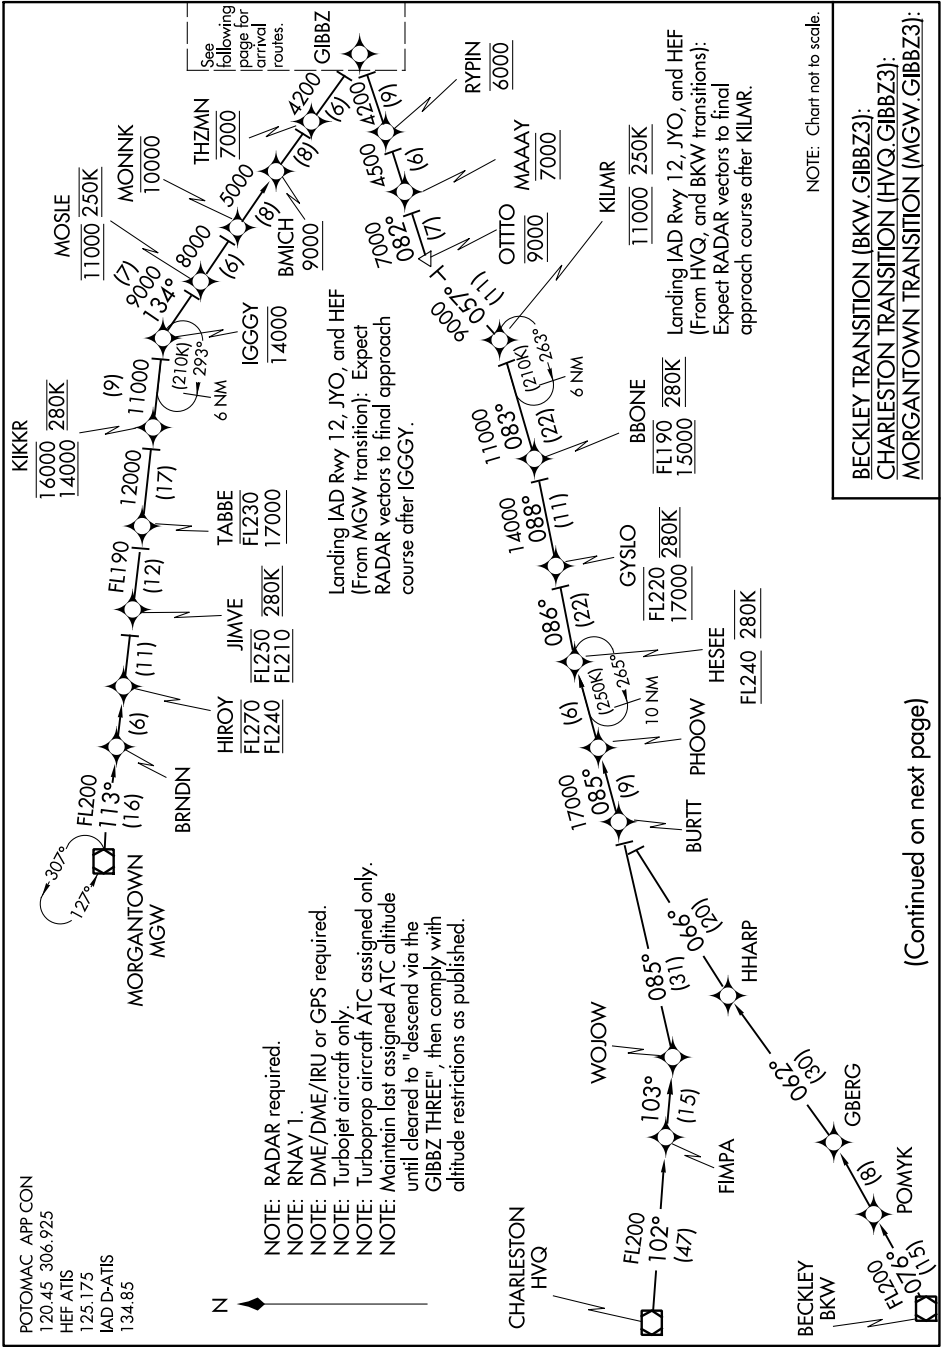 POTOMAC APP CON
120.45 306.925
HEF ATIS
125.175
IAD D-ATIS
134.85
N
NOTE: RADAR required.
NOTE: RNAV 1.
NOTE: DME/DME/IRU or GPS required.
NOTE: Turbojet aircraft only.
NOTE: Turboprop aircraft ATC assigned only.
NOTE: Maintain last assigned ATC altitude
until cleared to "descend via the
GIBBZ THREE", then comply with
altitude restrictions as published.
307°
127°
MORGANTOWN
MGW
FL200
113°
(16)
BRNDN
(6)
HIROY
FL270
FL240
(11)
JIMVE
FL250 280K
FL210
FL190
(12)
TABBE
FL230
17000
12000
(17)
KIKKR
16000 280K
14000
(9)
11000
(210K)
293°
6 NM
IGGGY
14000
(7)
9000
134°
MOSLE
11000 250K
8000
(6)
MONNK
10000
5000
(8)
BMICH
9000
(8)
THZMN
7000
4200
(6)
See
following
page for
arrival
routes.
GIBBZ
4200
(9)
RYPIN
6000
4500
(6)
MAAAY
7000
7000
082°
(7)
OTTTO
9000
9000
057°
(11)
KILMR
11000 250K
(210K)
263°
6 NM
11000
083°
(22)
BBONE
FL190 280K
15000
14000
088°
(11)
GYSLO
FL220 280K
17000
086°
(22)
HESEE
FL240 280K
(250K)
265°
10 NM
(6)
PHOOW
17000
085°
(9)
BURTT
085°
(31)
WOJOW
103°
(15)
FIMPA
FL200
102°
(47)
CHARLESTON
HVQ
066°
(20)
HHARP
062°
(30)
GBERG
(8)
POMYK
FL200
076°
(15)
BECKLEY
BKW
Landing IAD Rwy 12, JYO, and HEF
(From MGW transition): Expect
RADAR vectors to final approach
course after IGGGY.
Landing IAD Rwy 12, JYO, and HEF
(From HVQ, and BKW transitions):
Expect RADAR vectors to final
approach course after KILMR.
NOTE: Chart not to scale.
BECKLEY TRANSITION (BKW.GIBBZ3):
CHARLESTON TRANSITION (HVQ.GIBBZ3):
MORGANTOWN TRANSITION (MGW.GIBBZ3):
(Continued on next page)